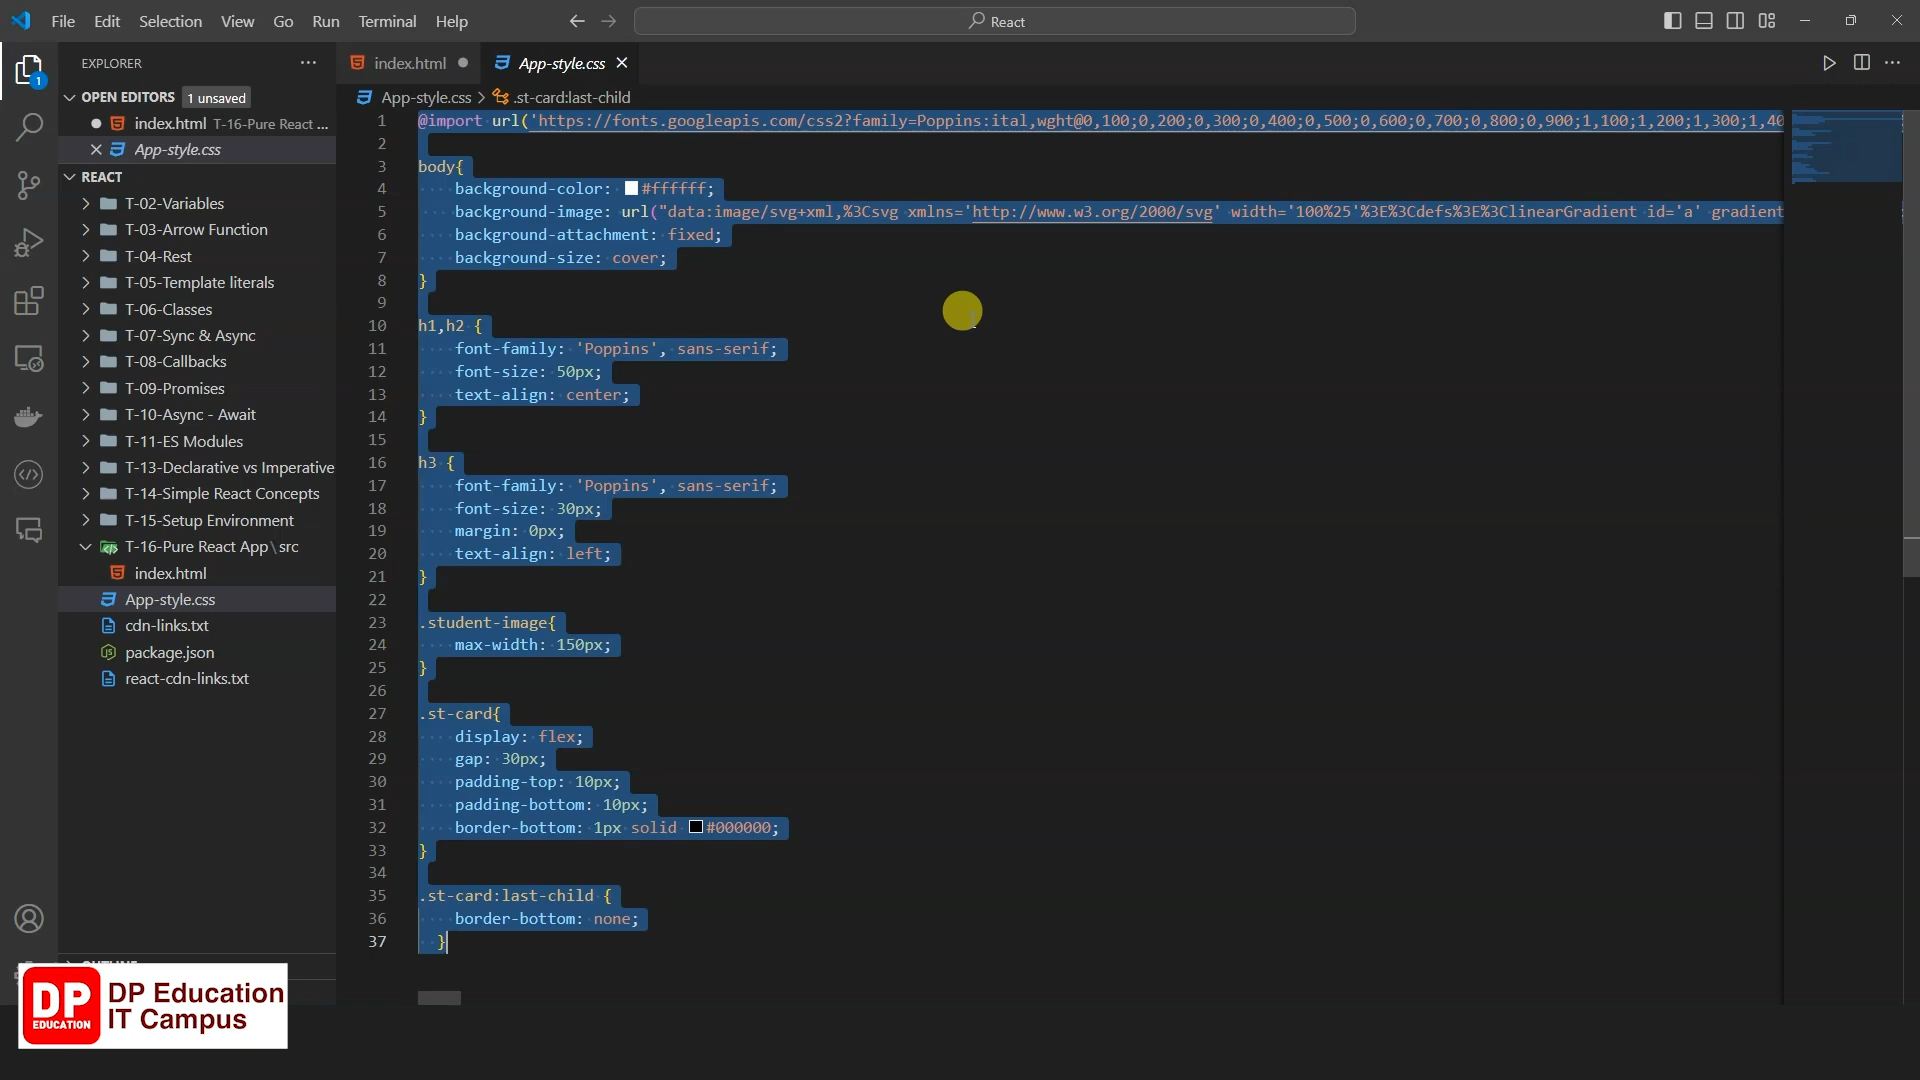 File Edit Selection View Go Run Terminal Help
React
EXPLORER
OPEN EDITORS 1 unsaved
index.html T-16-Pure React ...
App-style.css
REACT
T-02-Variables
T-03-Arrow Function
T-04-Rest
T-05-Template literals
T-06-Classes
T-07-Sync & Async
T-08-Callbacks
T-09-Promises
T-10-Async - Await
T-11-ES Modules
T-13-Declarative vs Imperative
T-14-Simple React Concepts
T-15-Setup Environment
T-16-Pure React App\src
index.html
App-style.css
cdn-links.txt
package.json
react-cdn-links.txt
index.html
App-style.css
App-style.css > .st-card:last-child
1 @import url('https://fonts.googleapis.com/css2?family=Poppins:ital,wght@0,100;0,200;0,300;0,400;0,500;0,600;0,700;0,800;0,900;1,100;1,200;1,300;1,40
2
3 body{
4 background-color: #ffffff;
5 background-image: url("data:image/svg+xml,%3Csvg xmlns='http://www.w3.org/2000/svg' width='100%25'%3E%3Cdefs%3E%3ClinearGradient id='a' gradient
6 background-attachment: fixed;
7 background-size: cover;
8 }
9
10 h1,h2 {
11 font-family: 'Poppins', sans-serif;
12 font-size: 50px;
13 text-align: center;
14 }
15
16 h3 {
17 font-family: 'Poppins', sans-serif;
18 font-size: 30px;
19 margin: 0px;
20 text-align: left;
21 }
22
23 .student-image{
24 max-width: 150px;
25 }
26
27 .st-card{
28 display: flex;
29 gap: 30px;
30 padding-top: 10px;
31 padding-bottom: 10px;
32 border-bottom: 1px solid #000000;
33 }
34
35 .st-card:last-child {
36 border-bottom: none;
37 }
1
DP
EDUCATION
DP Education
IT Campus